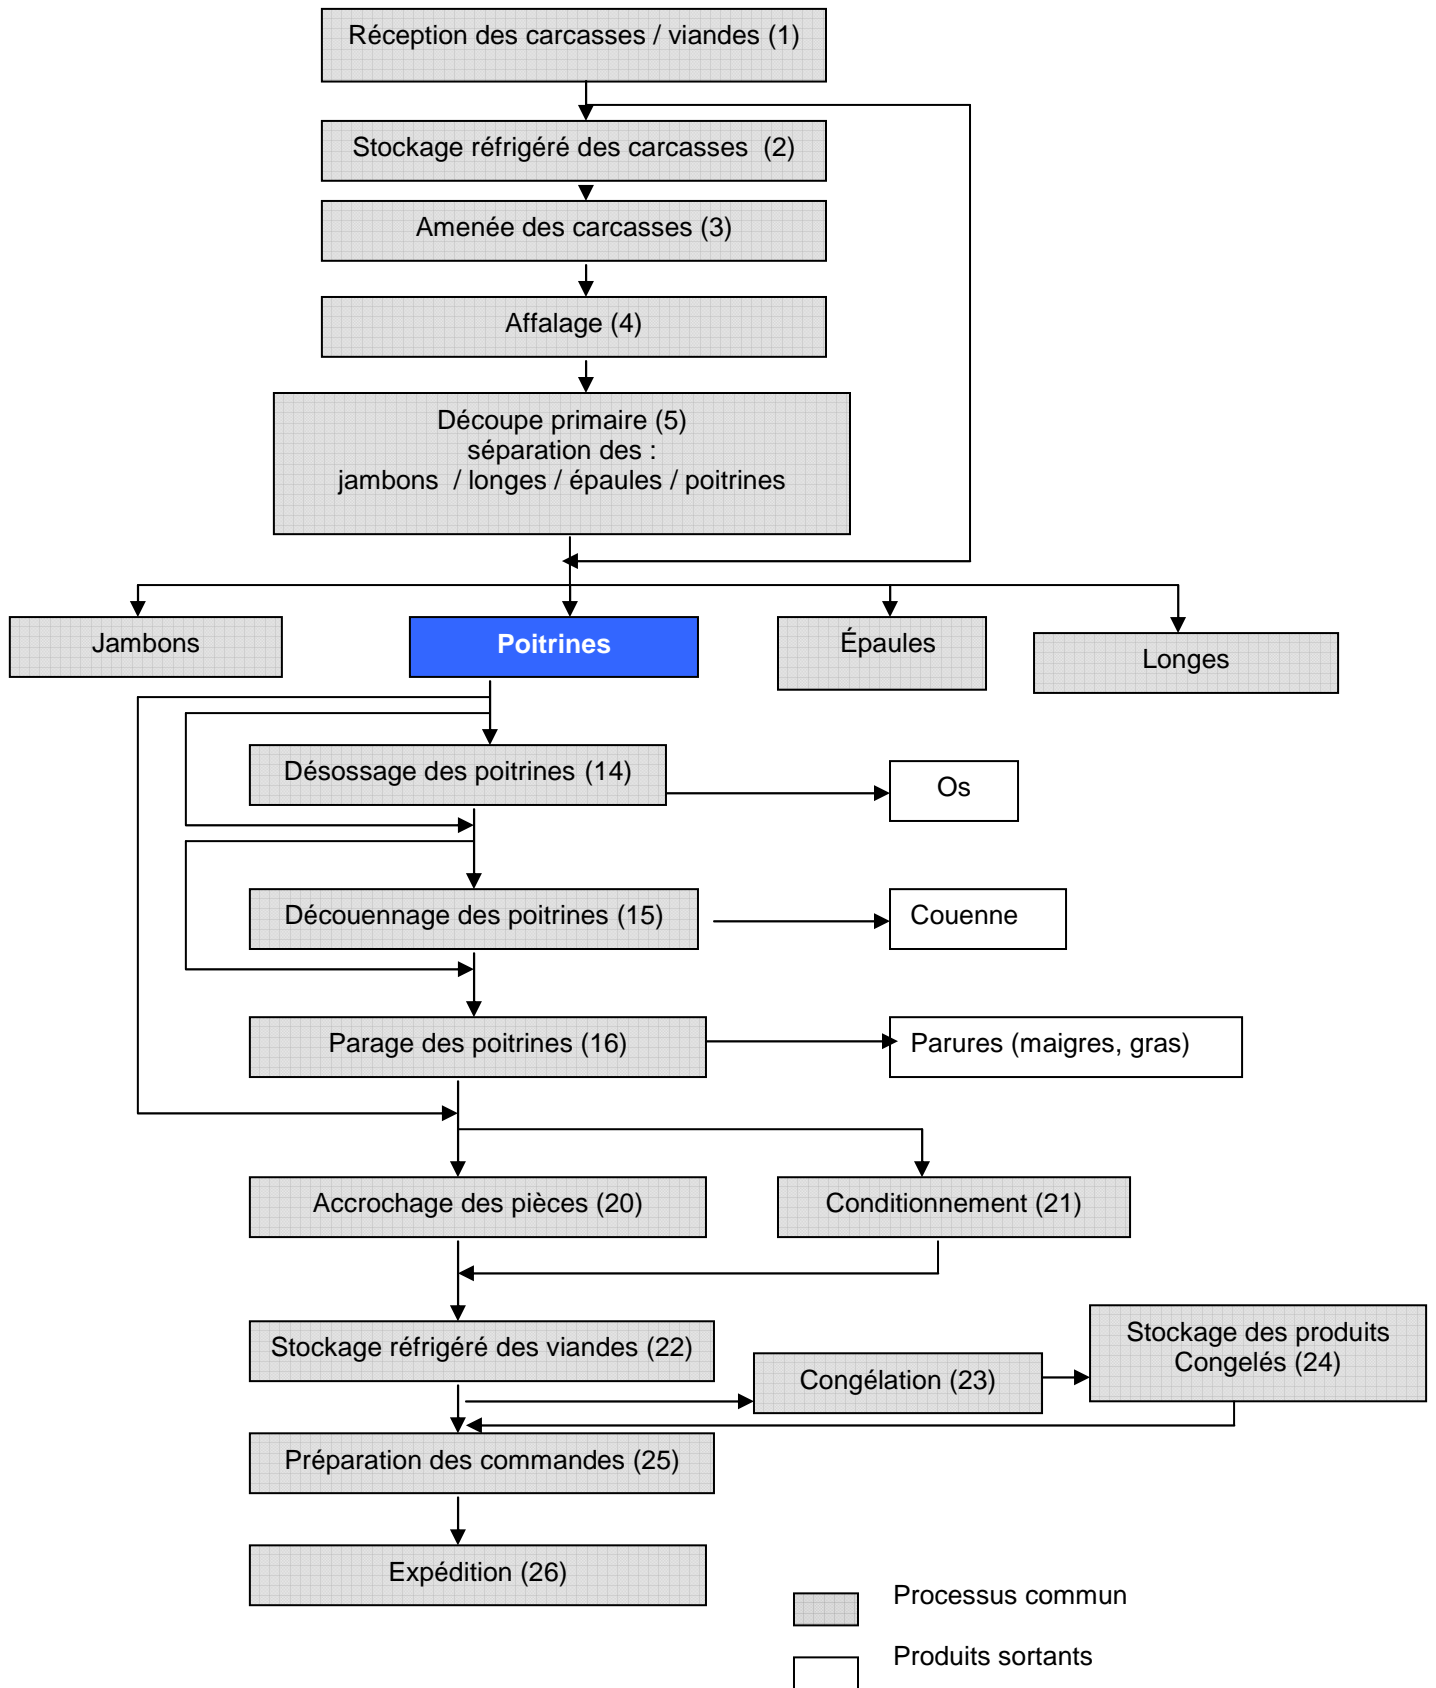 Réception des carcasses / viandes (1)
Stockage réfrigéré des carcasses  (2)
Amenée des carcasses (3)
Affalage (4)
Découpe primaire (5)
séparation des :
jambons  / longes / épaules / poitrines
Jambons
Poitrines
Épaules
Longes
Désossage des poitrines (14)
Os
Découennage des poitrines (15)
Couenne
Parage des poitrines (16)
Parures (maigres, gras)
Accrochage des pièces (20)
Conditionnement (21)
Stockage réfrigéré des viandes (22)
Congélation (23)
Stockage des produits
Congelés (24)
Préparation des commandes (25)
Expédition (26)
Processus commun
Produits sortants